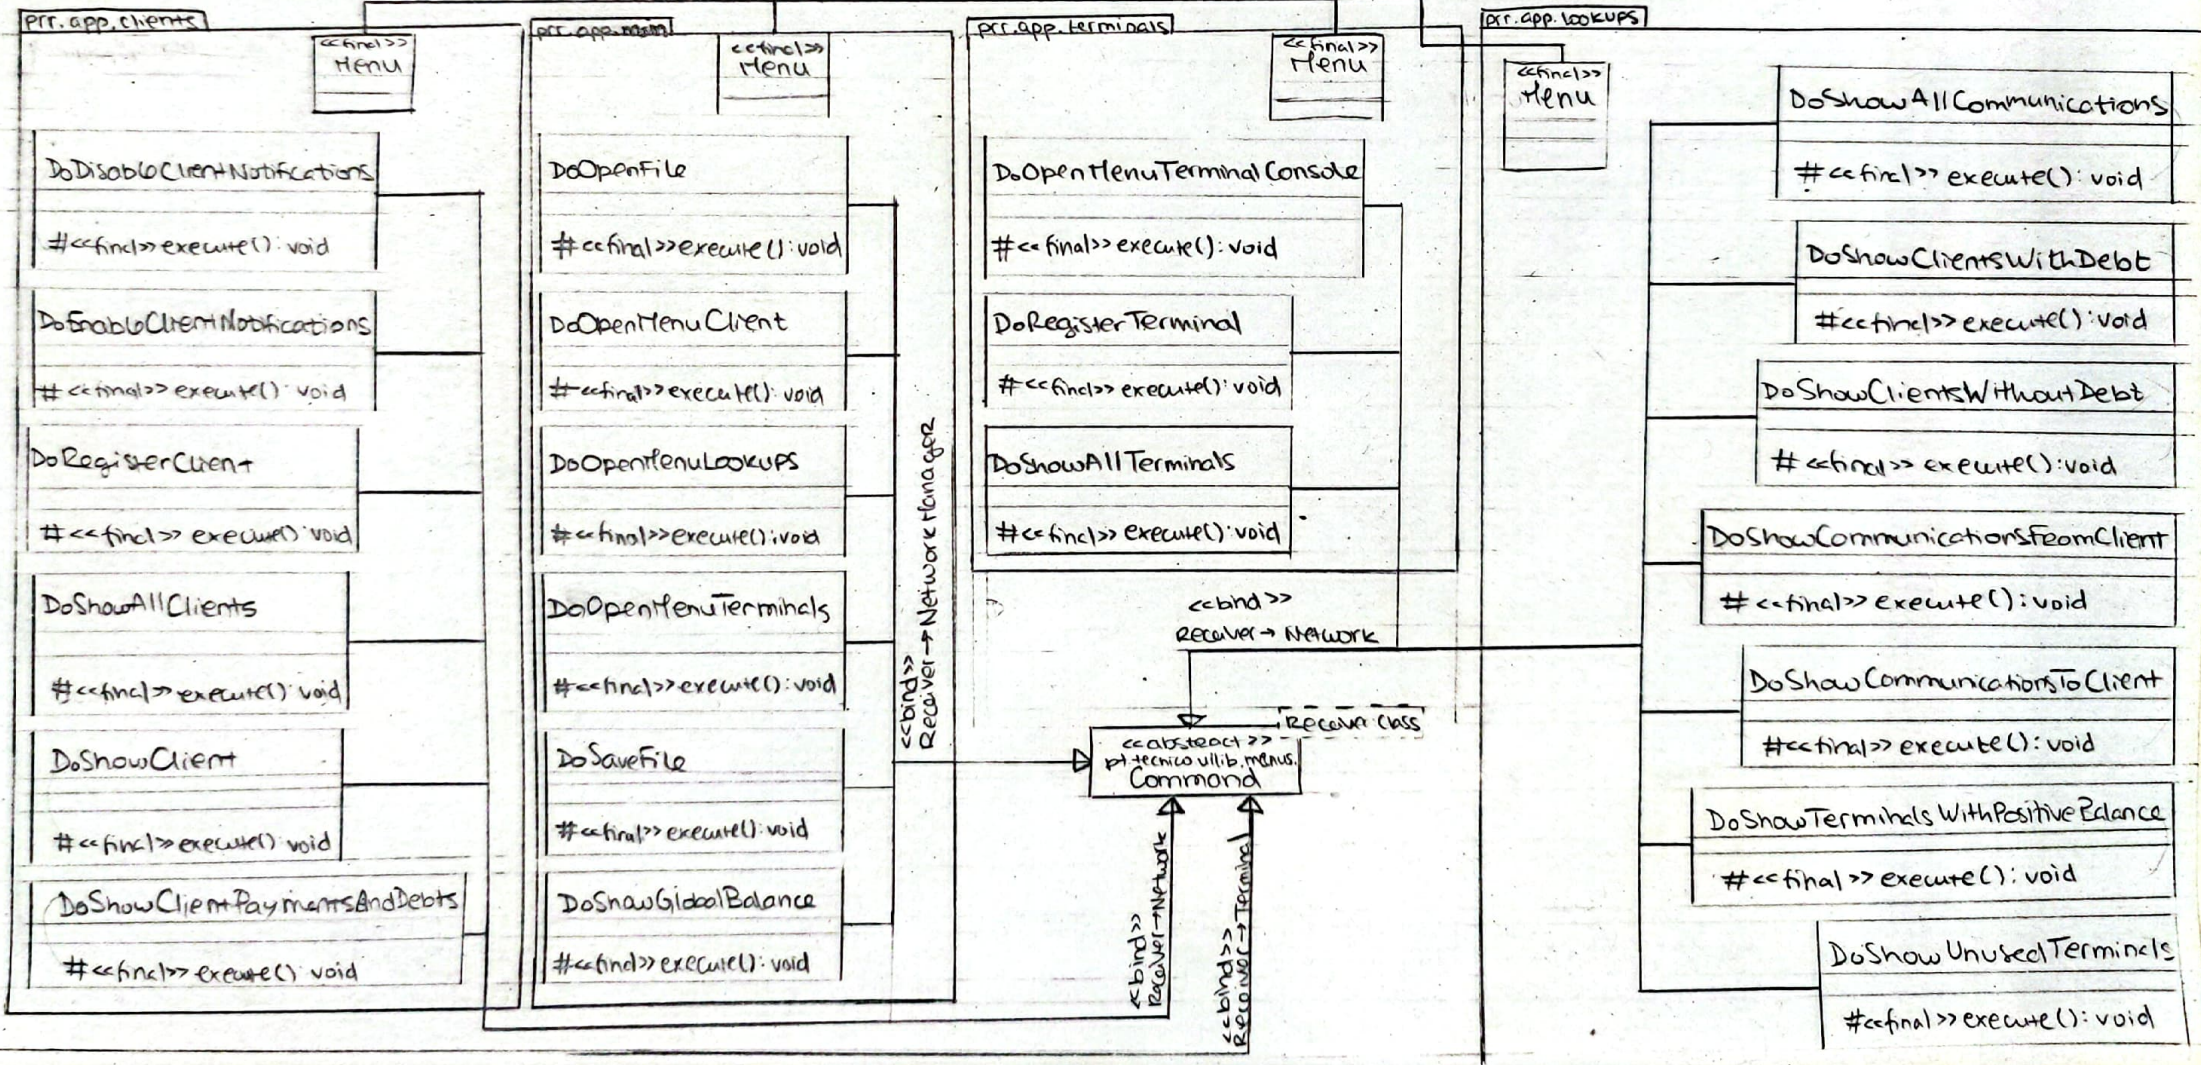 prr.app.clients
<<final>>
Menu
DoDisableClientNotifications
#<<final>>execute(): void
DoEnableClientNotifications
#<<final>>execute(): void
DoRegisterClient
#<<final>> execute(): void
DoShowAllClients
#<<final>> execute(): void
DoShowClient
#<<final>> execute(): void
DoShowClientPaymentsAndDebts
#<<final>> execute(): void
prr.app.main
<<final>>
Menu
DoOpenFile
#<<final>>execute(): void
DoOpenMenuClient
#<<final>>execute(): void
DoOpenMenuLookups
#<<final>>execute(): void
DoOpenMenuTerminals
#<<final>>execute(): void
DoSaveFile
#<<final>> execute(): void
DoShowGlobalBalance
#<<final>> execute(): void
<<bind>>
Receiver→NetworkManager
prr.app.terminals
<<final>>
Menu
DoOpenMenuTerminalConsole
#<<final>> execute(): void
DoRegisterTerminal
#<<final>> execute(): void
DoShowAllTerminals
#<<final>> execute(): void
<<bind>>
Receiver→ Network
Receiver:Class
<<abstract>>
pt.tecnico.uilib.menus.
Command
<<bind>>
Receiver→Network
<<bind>>
Receiver→Terminal
prr.app.lookups
<<final>>
Menu
DoShowAllCommunications
#<<final>> execute(): void
DoShowClientsWithDebt
#<<final>> execute(): void
DoShowClientsWithoutDebt
#<<final>> execute(): void
DoShowCommunicationsFromClient
#<<final>> execute(): void
DoShowCommunicationsToClient
#<<final>> execute(): void
DoShowTerminalsWithPositiveBalance
#<<final>> execute(): void
DoShowUnusedTerminals
#<<final>> execute(): void